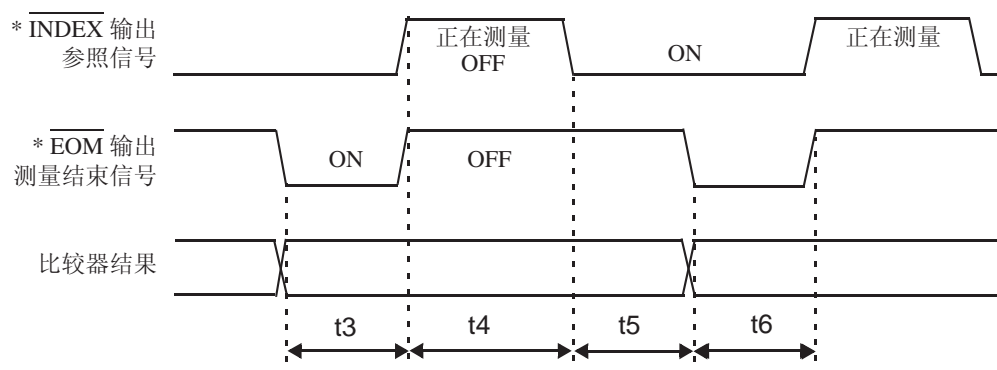 * INDEX 输出
参照信号
正在测量
OFF
ON
正在测量
* EOM 输出
测量结束信号
ON
OFF
比较器结果
t3
t4
t5
t6